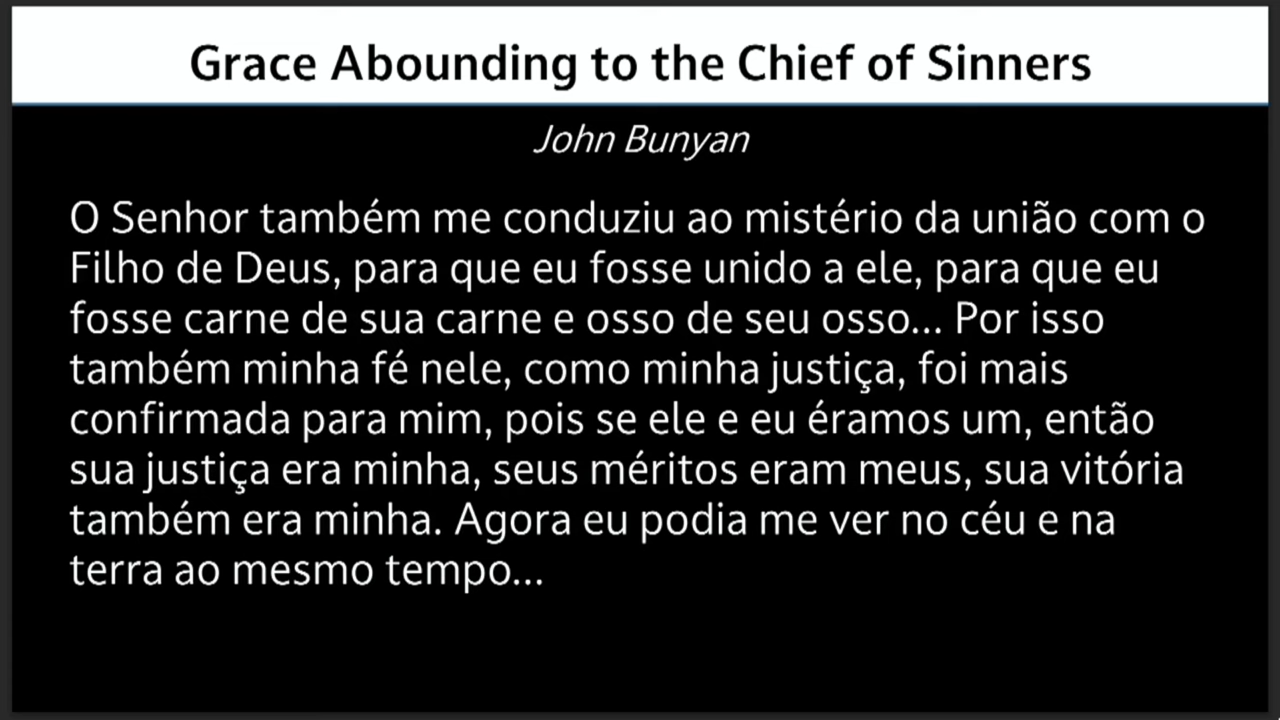 Grace Abounding to the Chief of Sinners
John Bunyan
O Senhor também me conduziu ao mistério da união com o
Filho de Deus, para que eu fosse unido a ele, para que eu
fosse carne de sua carne e osso de seu osso... Por isso
também minha fé nele, como minha justiça, foi mais
confirmada para mim, pois se ele e eu éramos um, então
sua justiça era minha, seus méritos eram meus, sua vitória
também era minha. Agora eu podia me ver no céu e na
terra ao mesmo tempo...